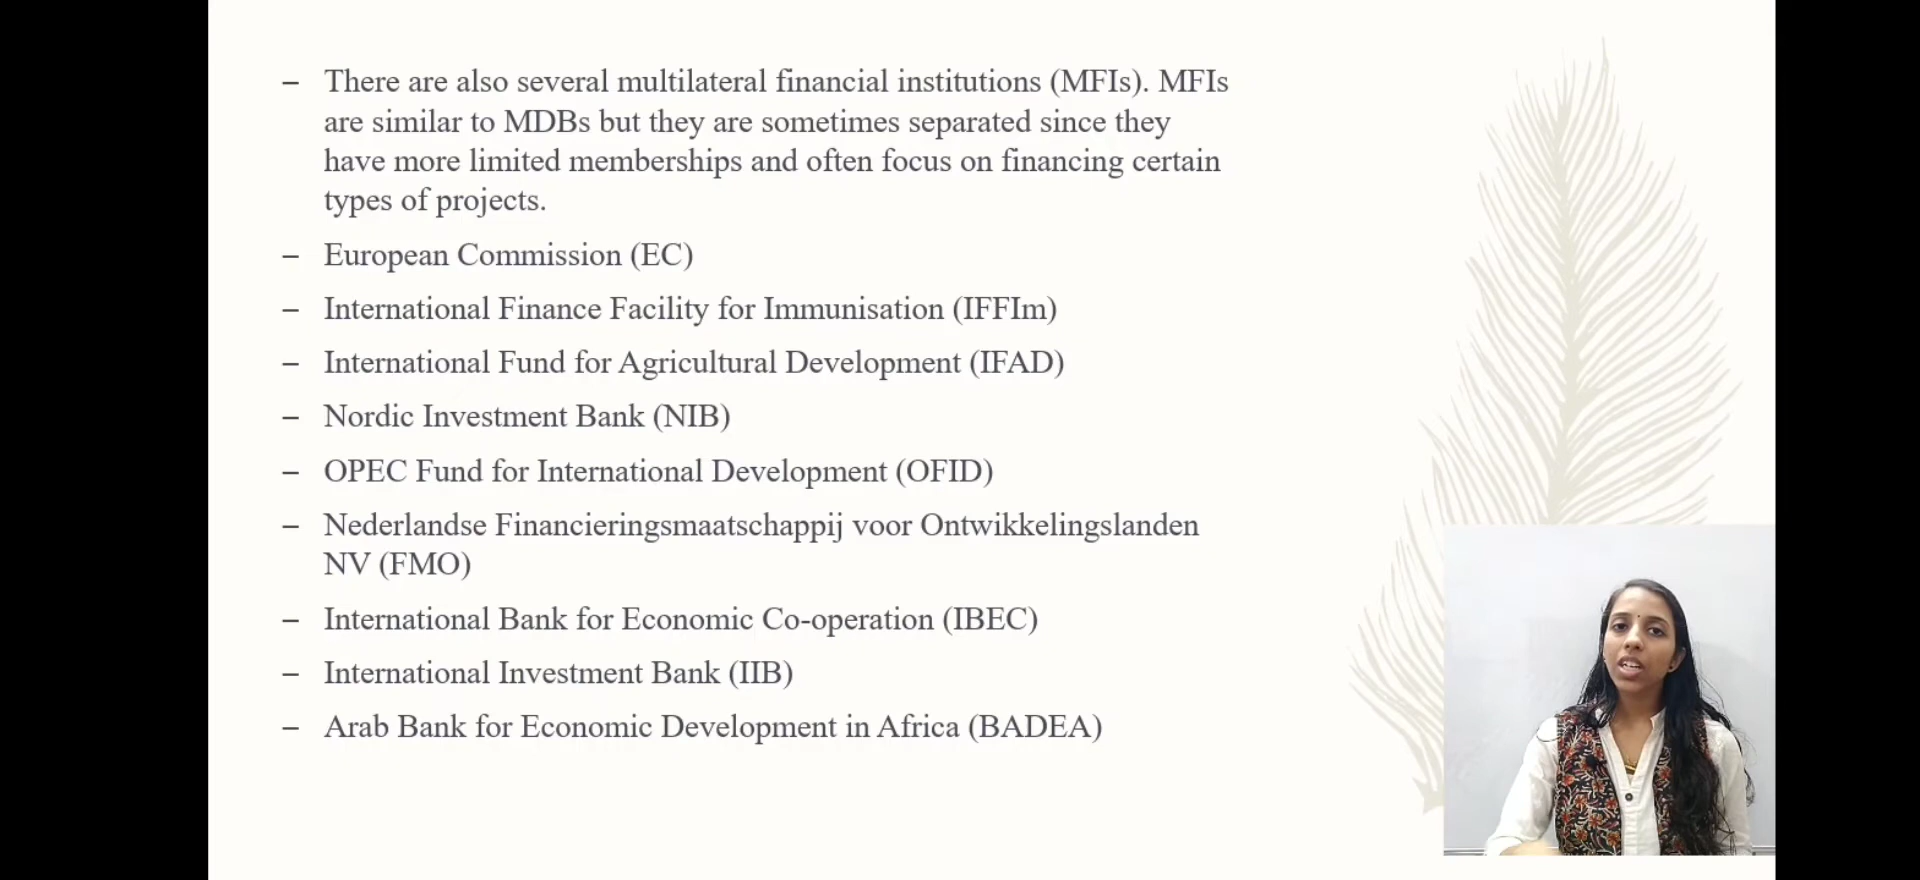 – There are also several multilateral financial institutions (MFIs). MFIs
are similar to MDBs but they are sometimes separated since they
have more limited memberships and often focus on financing certain
types of projects.
– European Commission (EC)
– International Finance Facility for Immunisation (IFFIm)
– International Fund for Agricultural Development (IFAD)
– Nordic Investment Bank (NIB)
– OPEC Fund for International Development (OFID)
– Nederlandse Financieringsmaatschappij voor Ontwikkelingslanden
NV (FMO)
– International Bank for Economic Co-operation (IBEC)
– International Investment Bank (IIB)
– Arab Bank for Economic Development in Africa (BADEA)